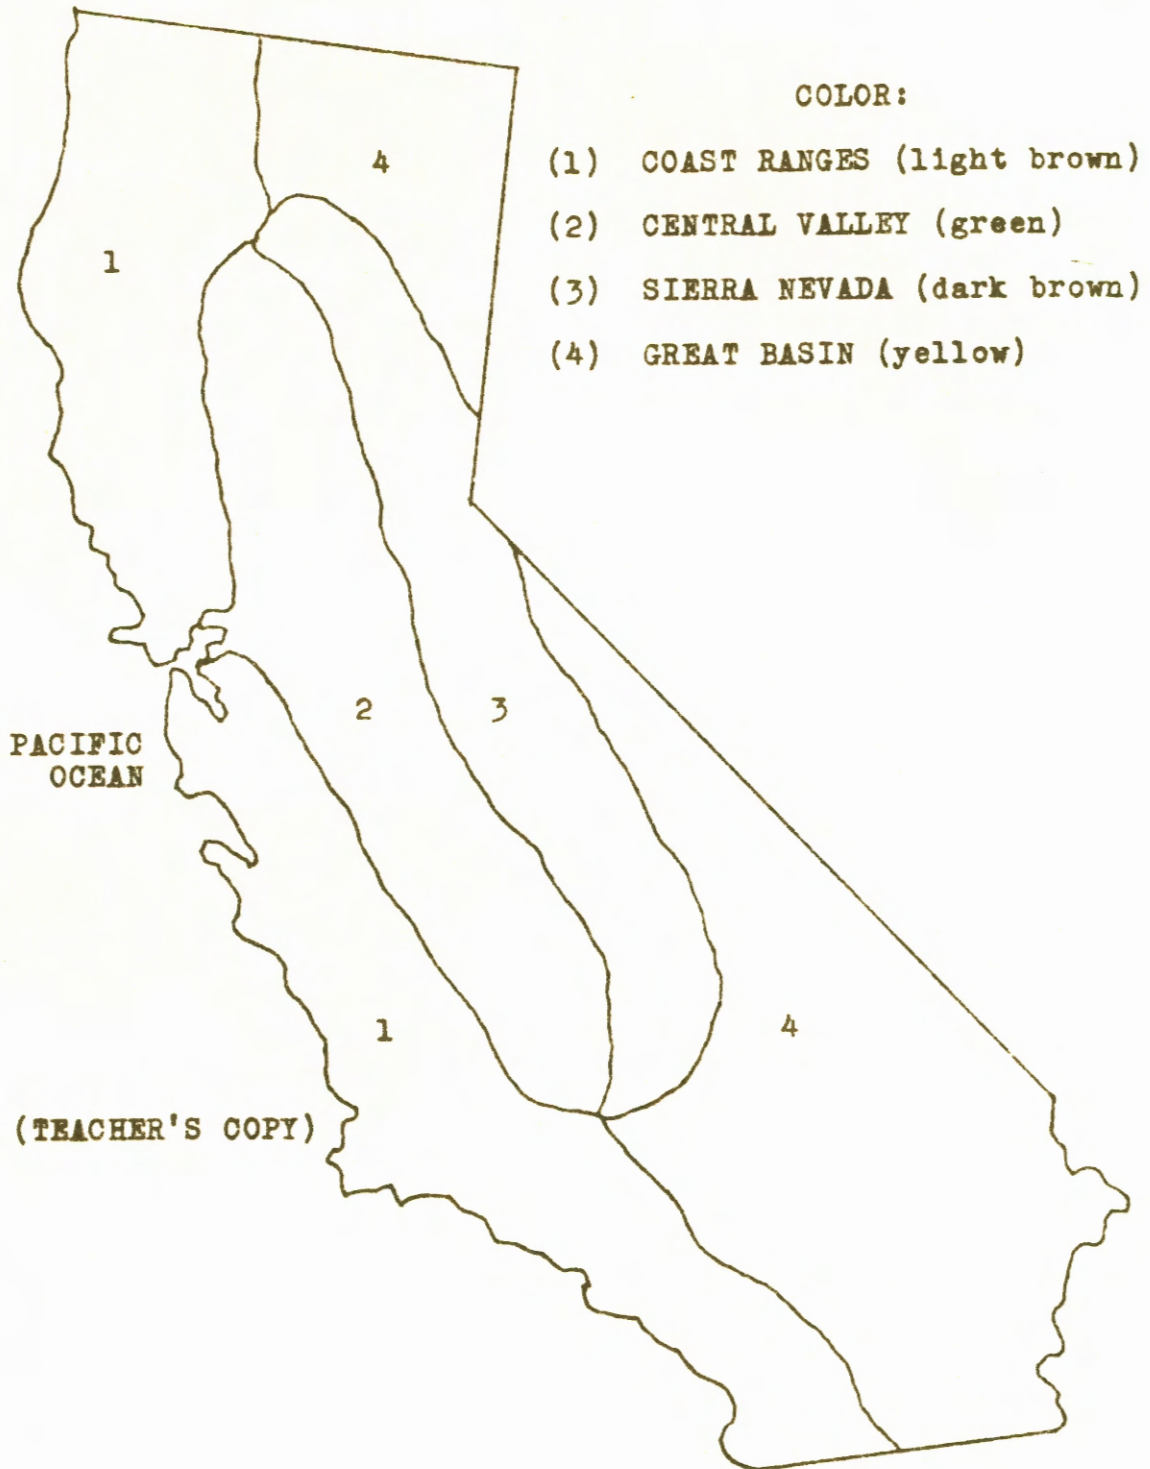 COLOR:
(1) COAST RANGES (light brown)
(2) CENTRAL VALLEY (green)
(3) SIERRA NEVADA (dark brown)
(4) GREAT BASIN (yellow)
4
1
2
3
PACIFIC
OCEAN
1
4
(TEACHER'S COPY)